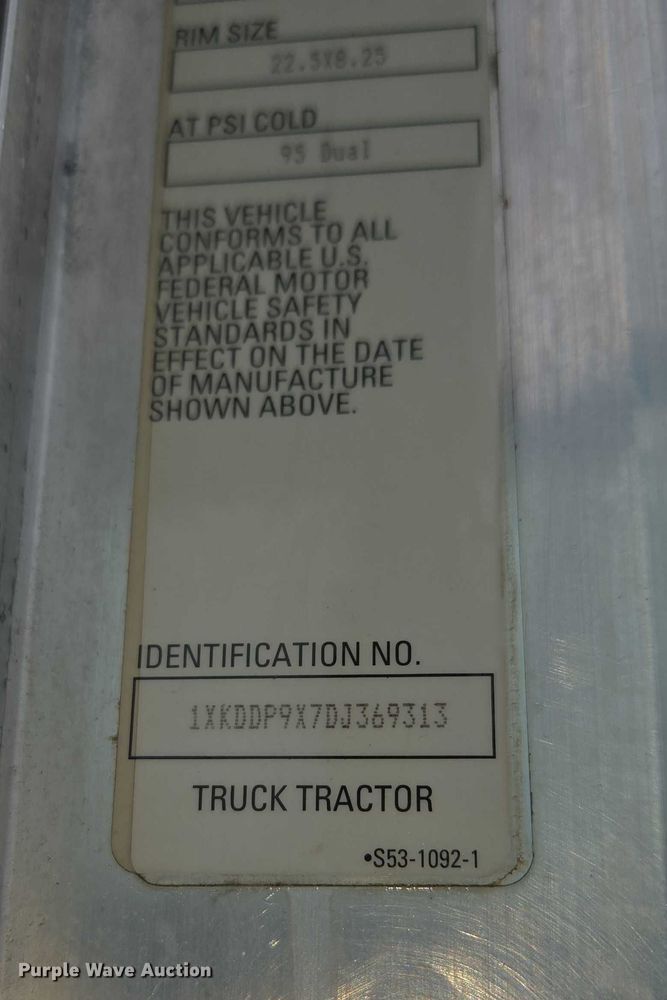 RIM SIZE
22.5X8.25
AT PSI COLD
95 Dual
THIS VEHICLE
CONFORMS TO ALL
APPLICABLE U.S.
FEDERAL MOTOR
VEHICLE SAFETY
STANDARDS IN
EFFECT ON THE DATE
OF MANUFACTURE
SHOWN ABOVE.
IDENTIFICATION NO.
1XKDDP9X7DJ369313
TRUCK TRACTOR
•S53-1092-1
Purple Wave Auction